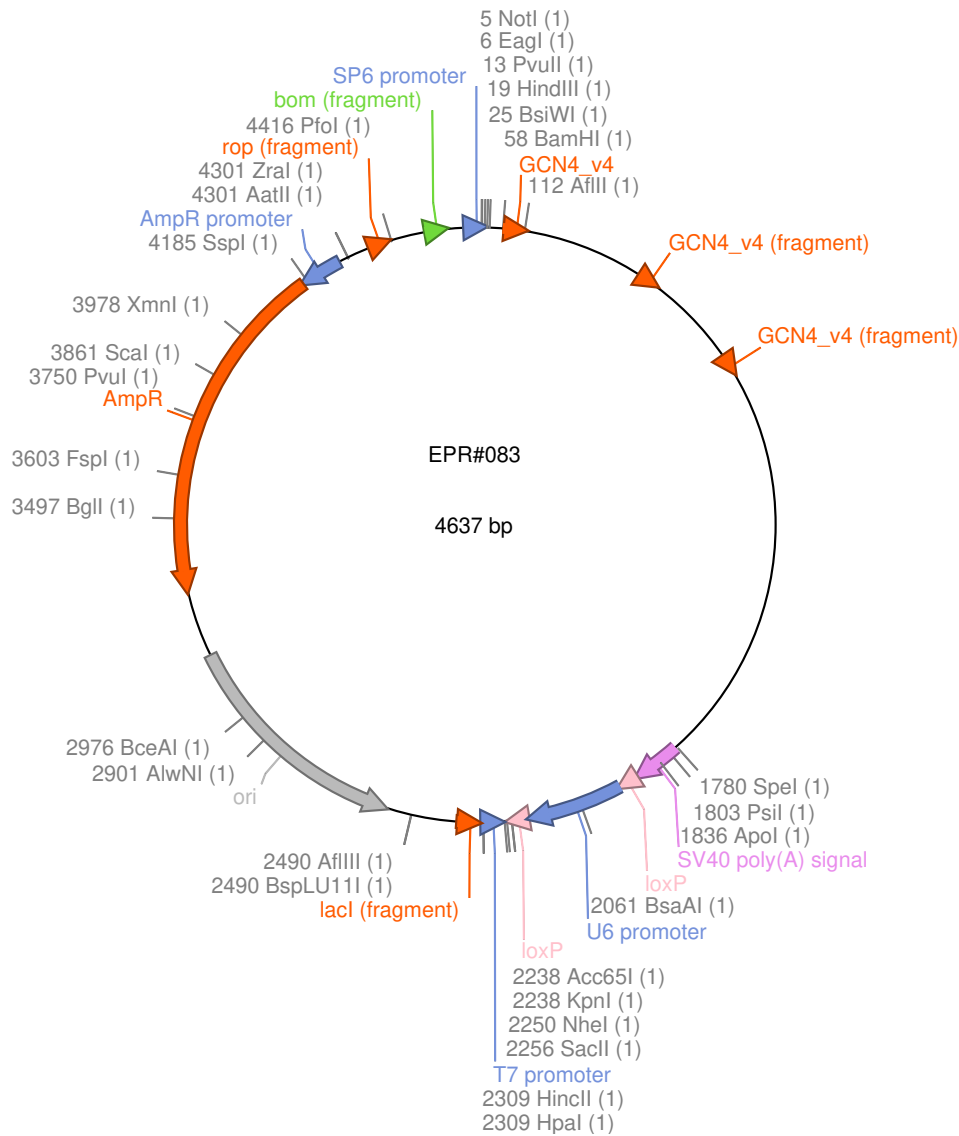 5 NotI (1)
6 EagI (1)
13 PvuII (1)
SP6 promoter
19 HindIII (1)
bom (fragment)
25 BsiWI (1)
4416 PfoI (1)
58 BamHI (1)
rop (fragment)
GCN4_v4
4301 ZraI (1)
112 AflII (1)
4301 AatII (1)
AmpR promoter
4185 SspI (1)
GCN4_v4 (fragment)
3978 XmnI (1)
GCN4_v4 (fragment)
3861 ScaI (1)
3750 PvuI (1)
AmpR
EPR#083
3603 FspI (1)
3497 BglI (1)
4637 bp
2976 BceAI (1)
2901 AlwNI (1)
ori
1780 SpeI (1)
1803 PsiI (1)
1836 ApoI (1)
SV40 poly(A) signal
2490 AflIII (1)
2490 BspLU11I (1)
loxP
lacI (fragment)
2061 BsaAI (1)
U6 promoter
loxP
2238 Acc65I (1)
2238 KpnI (1)
2250 NheI (1)
2256 SacII (1)
T7 promoter
2309 HincII (1)
2309 HpaI (1)